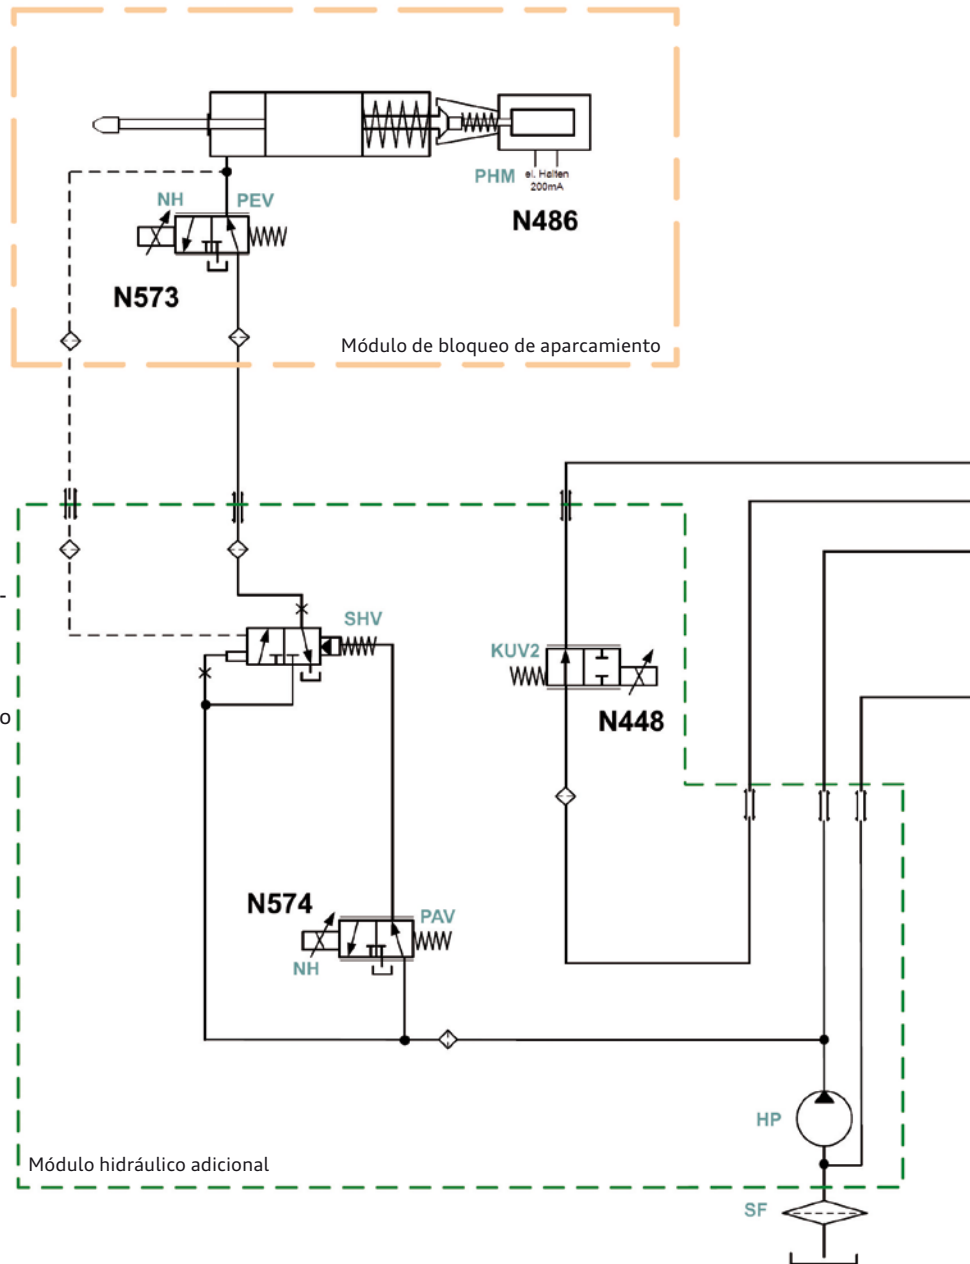 PHM
el. Halten
200mA
N486
NH
PEV
N573
Módulo de bloqueo de aparcamiento
-
SHV
KUV2
o
N448
N574
PAV
NH
HP
Módulo hidráulico adicional
SF